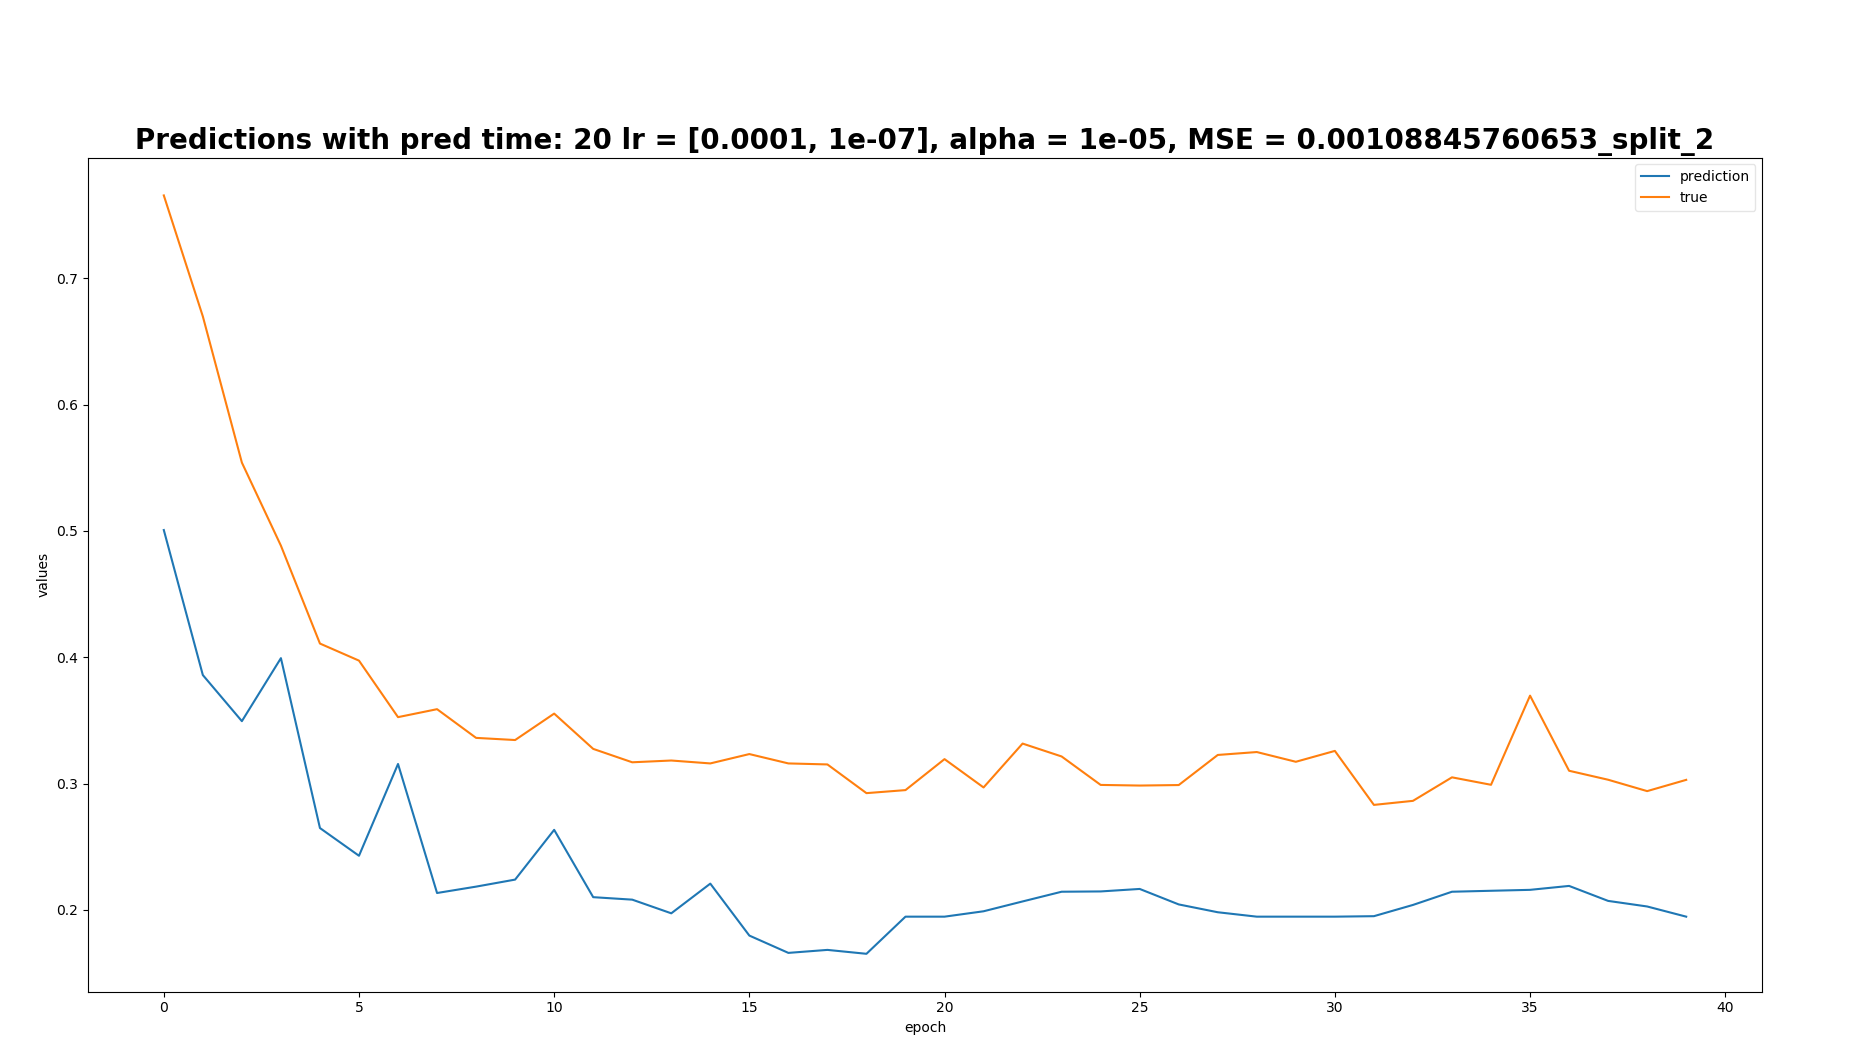 Predictions with pred time: 20 lr = [0.0001, 1e-07], alpha = 1e-05, MSE = 0.00108845760653_split_2
prediction
true
values
0.7
0.6
0.5
0.4
0.3
0.2
0 5 10 15 20 25 30 35 40
epoch